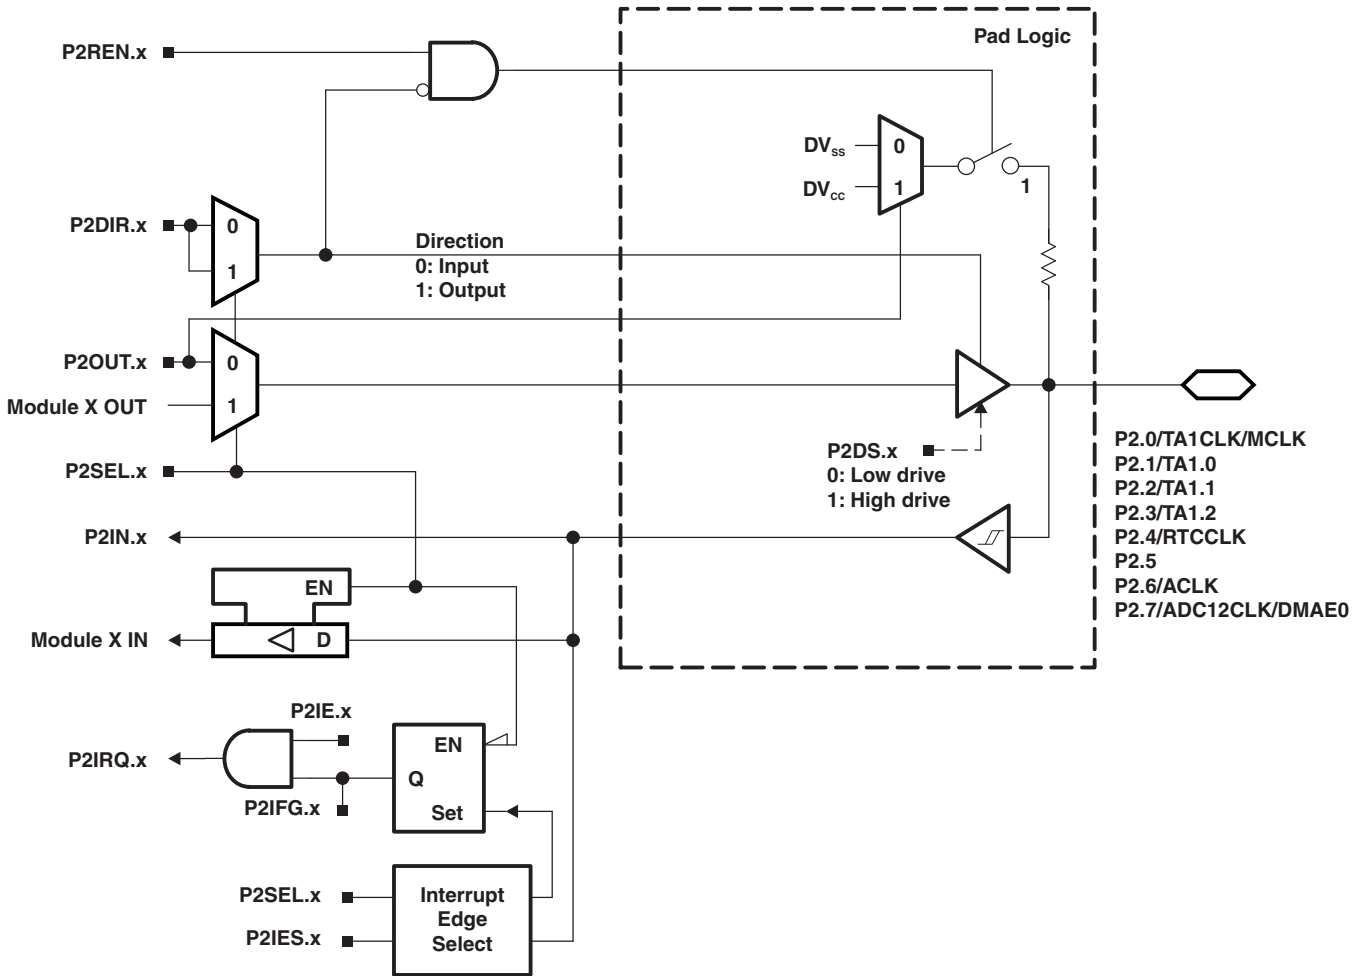 Pad Logic
P2REN.x
DVss
0
DVcc
1
1
P2DIR.x
0
1
Direction
0: Input
1: Output
P2OUT.x
0
Module X OUT
1
P2SEL.x
P2DS.x
0: Low drive
1: High drive
P2.0/TA1CLK/MCLK
P2.1/TA1.0
P2.2/TA1.1
P2.3/TA1.2
P2.4/RTCCLK
P2.5
P2.6/ACLK
P2.7/ADC12CLK/DMAE0
P2IN.x
EN
Module X IN
D
P2IE.x
EN
P2IRQ.x
Q
P2IFG.x
Set
P2SEL.x
P2IES.x
Interrupt
Edge
Select